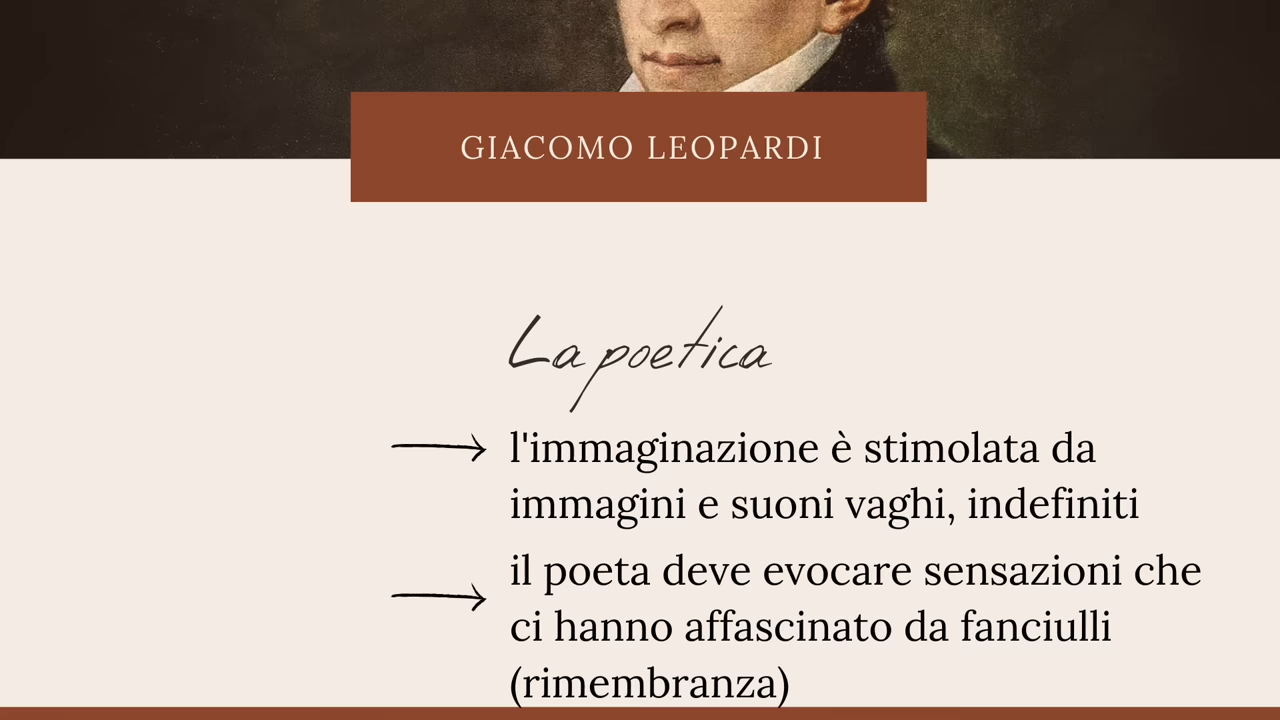 GIACOMO LEOPARDI
La poetica
l'immaginazione è stimolata da
immagini e suoni vaghi, indefiniti
il poeta deve evocare sensazioni che
ci hanno affascinato da fanciulli
(rimembranza)